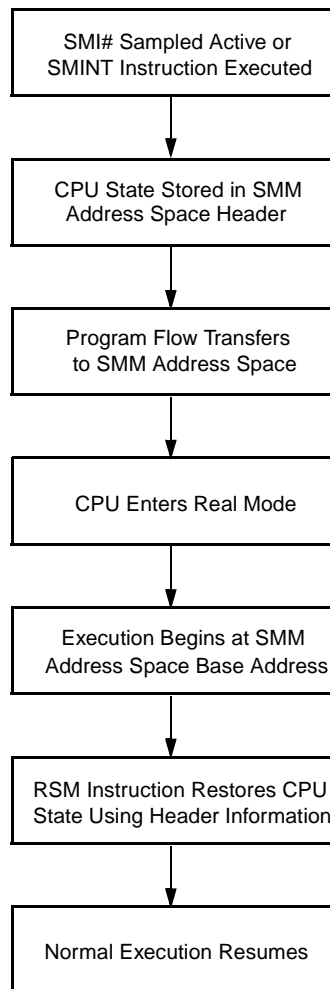 SMI# Sampled Active or
SMINT Instruction Executed
CPU State Stored in SMM
Address Space Header
Program Flow Transfers
to SMM Address Space
CPU Enters Real Mode
Execution Begins at SMM
Address Space Base Address
RSM Instruction Restores CPU
State Using Header Information
Normal Execution Resumes